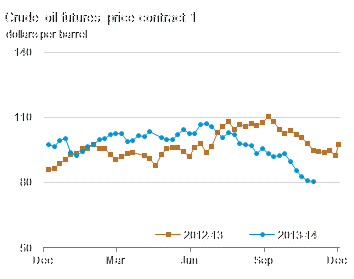 Crude oil futures price contract 1
dollars per barrel
140
110
80
50
Dec Mar Jun Sep Dec
2012-13 2013-14